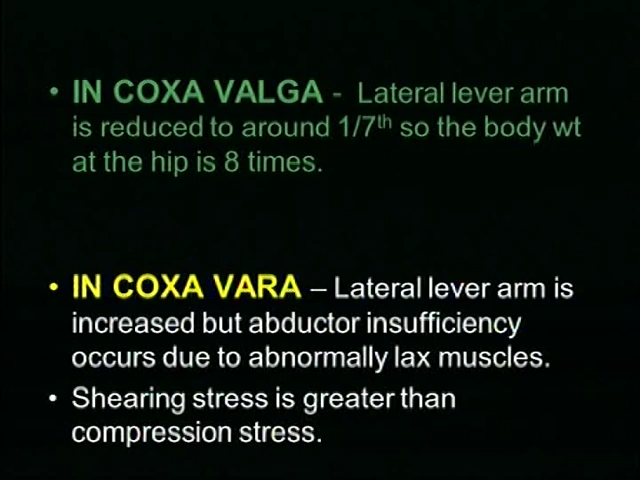 • IN COXA VALGA - Lateral lever arm
is reduced to around 1/7th so the body wt
at the hip is 8 times.
• IN COXA VARA – Lateral lever arm is
increased but abductor insufficiency
occurs due to abnormally lax muscles.
• Shearing stress is greater than
compression stress.